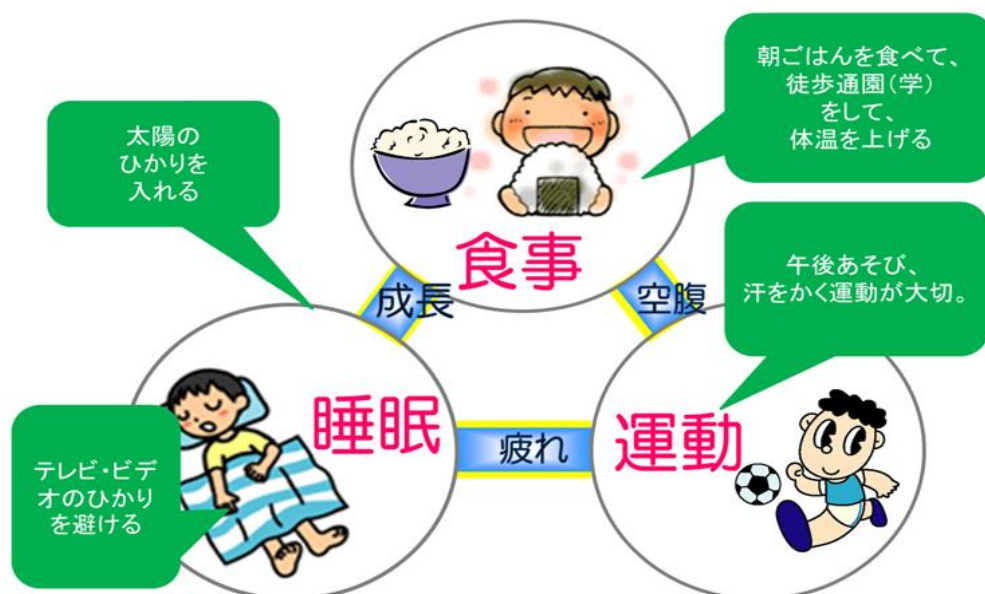 朝ごはんを食べて、
徒歩通園(学)
をして、
体温を上げる
太陽の
ひかりを
入れる
食事
成長
空腹
午後あそび、
汗をかく運動が大切。
睡眠
疲れ
運動
テレビ・ビデ
オのひかり
を避ける